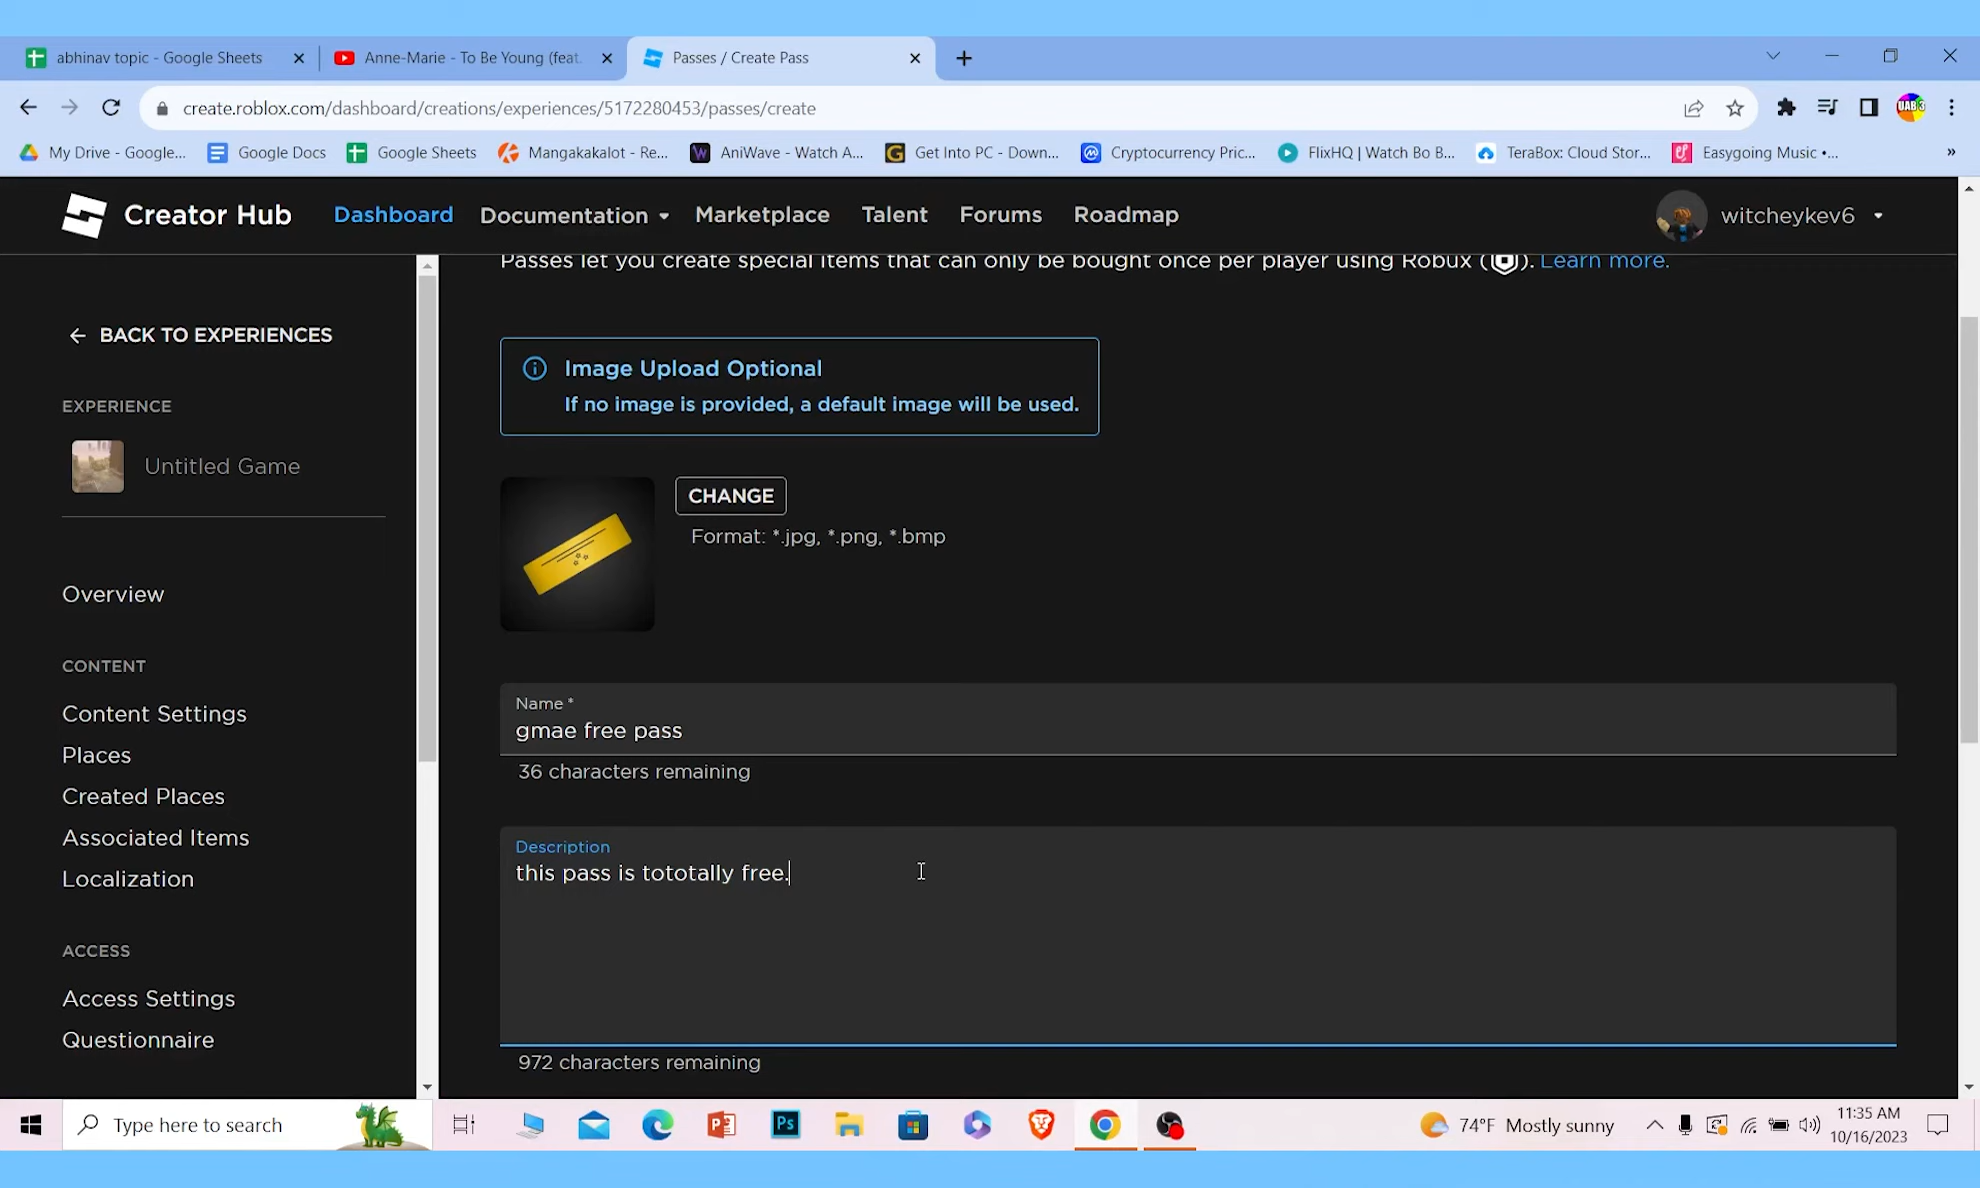 abhinav topic - Google Sheets
Anne-Marie - To Be Young (feat.
Passes / Create Pass
create.roblox.com/dashboard/creations/experiences/5172280453/passes/create
UAB 3
My Drive - Google...
Google Docs
Google Sheets
Mangakakalot - Re...
AniWave - Watch A...
Get Into PC - Down...
Cryptocurrency Pric...
FlixHQ | Watch Bo B...
TeraBox: Cloud Stor...
Easygoing Music •...
»
Creator Hub
Dashboard
Documentation
Marketplace
Talent
Forums
Roadmap
witcheykev6
Passes let you create special items that can only be bought once per player using Robux ( ). Learn more.
BACK TO EXPERIENCES
EXPERIENCE
Untitled Game
Overview
CONTENT
Content Settings
Places
Created Places
Associated Items
Localization
ACCESS
Access Settings
Questionnaire
Image Upload Optional
If no image is provided, a default image will be used.
CHANGE
Format: *.jpg, *.png, *.bmp
Name *
gmae free pass
36 characters remaining
Description
this pass is tototally free.
972 characters remaining
Type here to search
Ps
74°F Mostly sunny
11:35 AM
10/16/2023